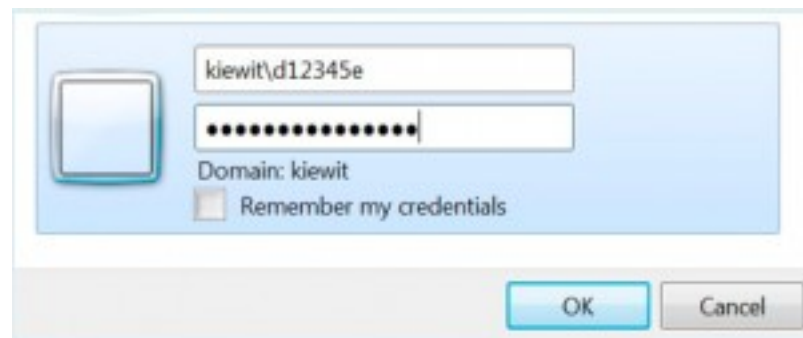 kiewit\d12345e
•••••••••••••••
Domain: kiewit
Remember my credentials
OK
Cancel